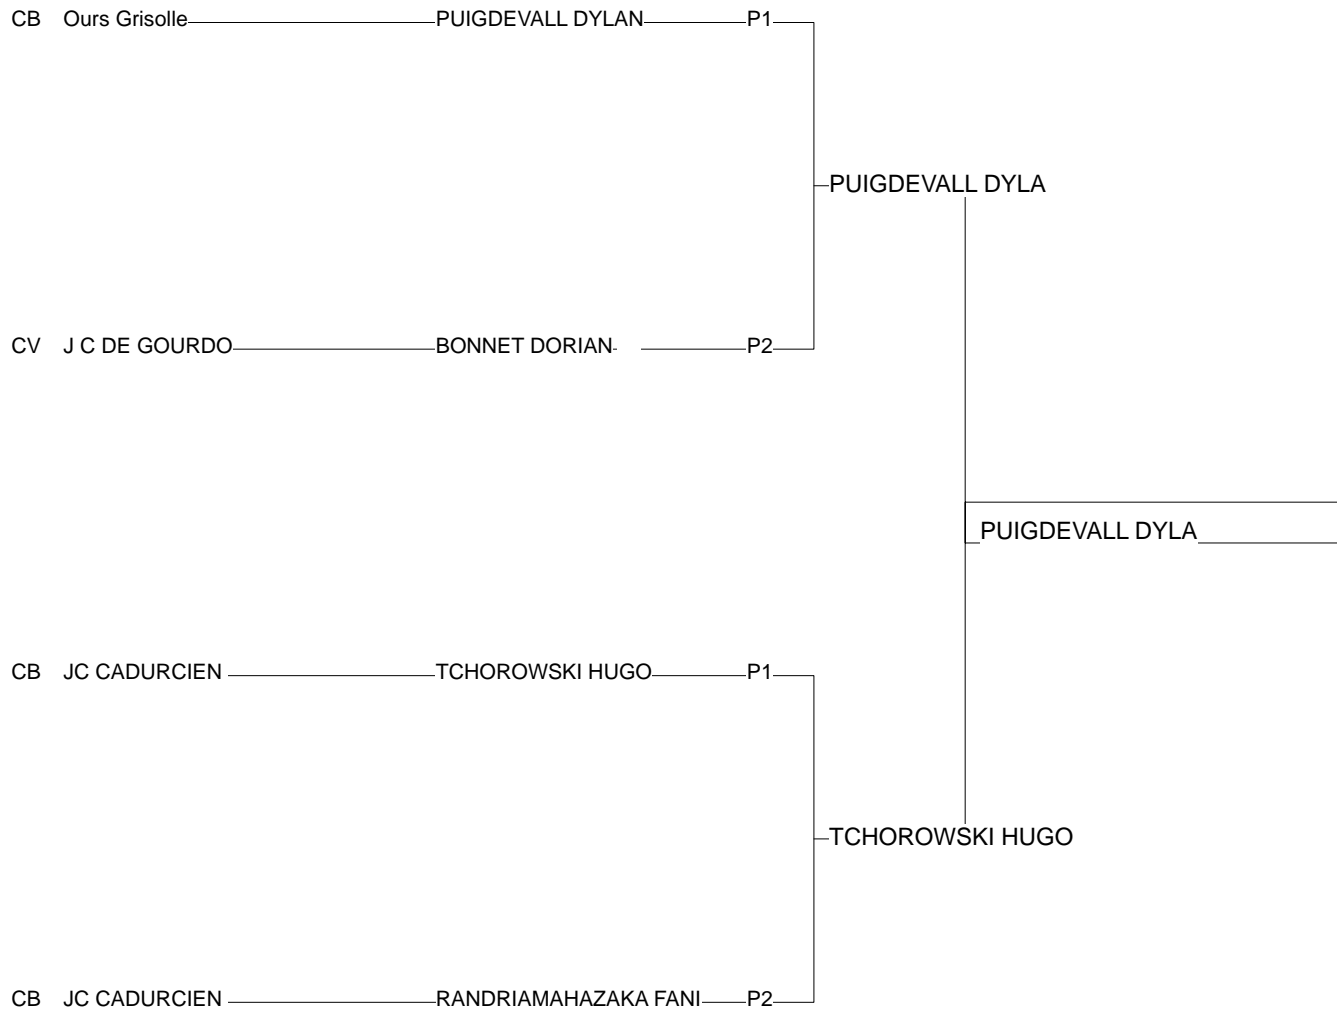 CB Ours Grisolle PUIGDEVALL DYLAN P1
PUIGDEVALL DYLA
CV J C DE GOURDO BONNET DORIAN P2
PUIGDEVALL DYLA
CB JC CADURCIEN TCHOROWSKI HUGO P1
TCHOROWSKI HUGO
CB JC CADURCIEN RANDRIAMAHAZAKA FANI P2